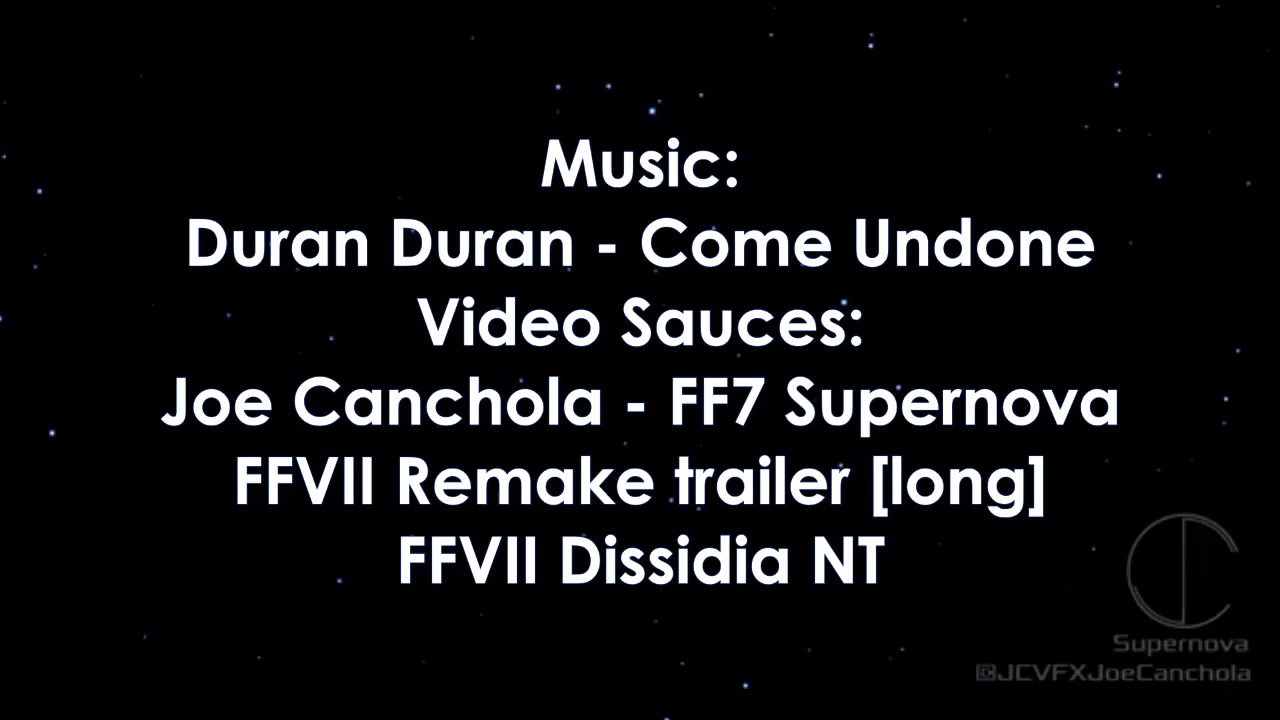 Music:
Duran Duran - Come Undone
Video Sauces:
Joe Canchola - FF7 Supernova
FFVII Remake trailer [long]
FFVII Dissidia NT
Supernova
@JCVFXJoeCanchola